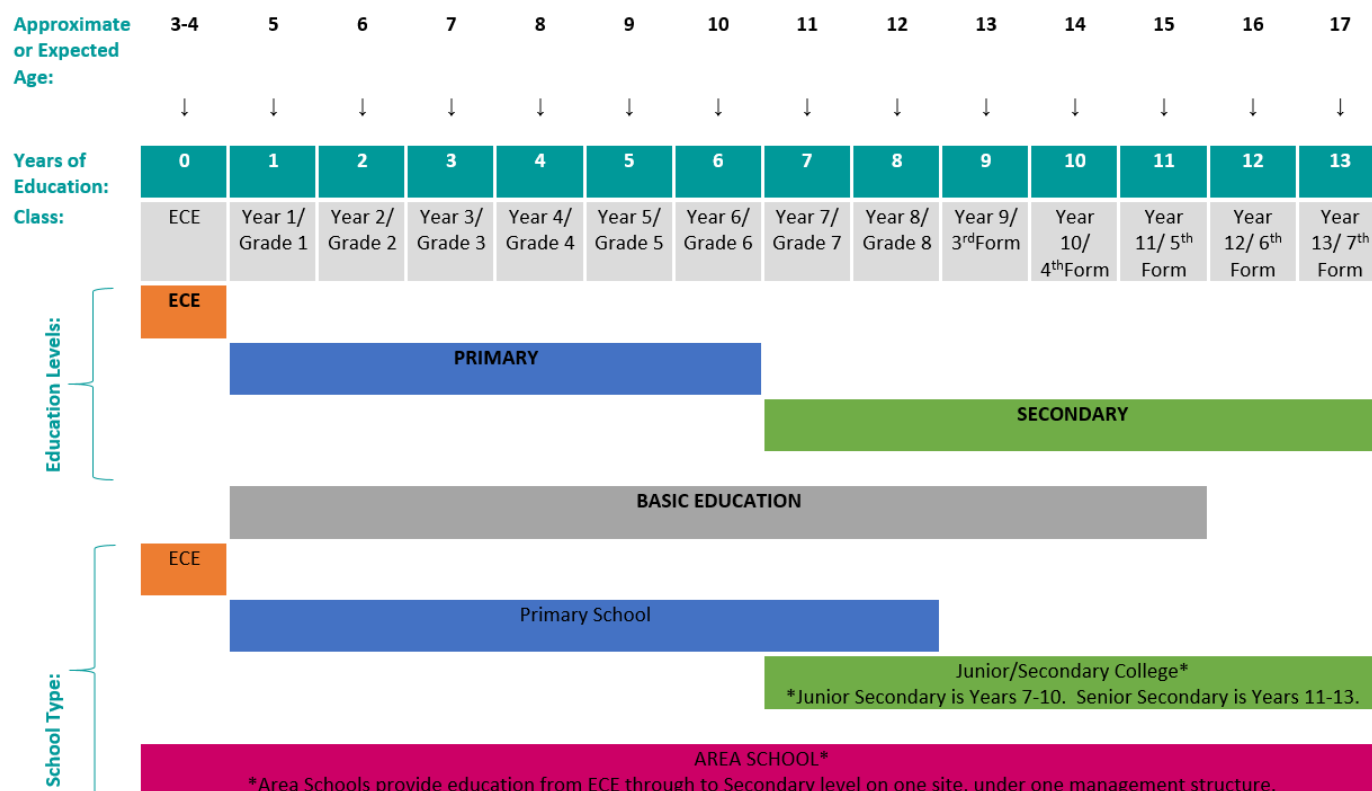 Approximate or Expected Age:
3-4 5 6 7 8 9 10 11 12 13 14 15 16 17
↓ ↓ ↓ ↓ ↓ ↓ ↓ ↓ ↓ ↓ ↓ ↓ ↓ ↓
Years of Education:
0 1 2 3 4 5 6 7 8 9 10 11 12 13
Class:
ECE
Year 1/ Grade 1
Year 2/ Grade 2
Year 3/ Grade 3
Year 4/ Grade 4
Year 5/ Grade 5
Year 6/ Grade 6
Year 7/ Grade 7
Year 8/ Grade 8
Year 9/ 3rdForm
Year 10/ 4thForm
Year 11/ 5th Form
Year 12/ 6th Form
Year 13/ 7th Form
Education Levels:
ECE
PRIMARY
SECONDARY
BASIC EDUCATION
School Type:
ECE
Primary School
Junior/Secondary College*
*Junior Secondary is Years 7-10. Senior Secondary is Years 11-13.
AREA SCHOOL*
*Area Schools provide education from ECE through to Secondary level on one site, under one management structure.